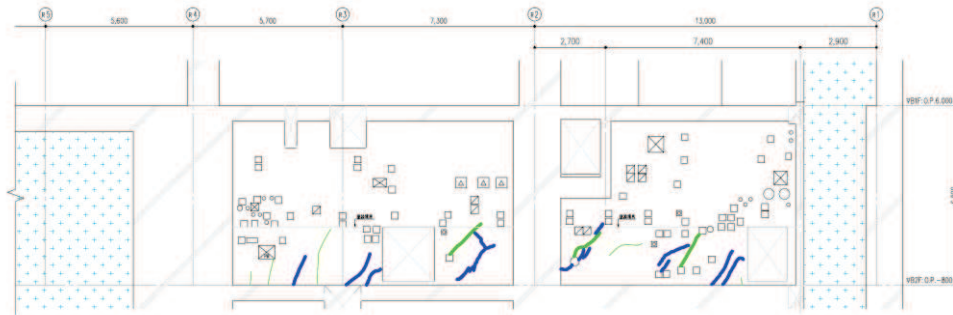 R5
R4
R3
R2
R1
5,600
5,700
7,300
13,000
2,700
7,400
2,900
VB1F:O.P.6,000
VB2F:O.P.-800